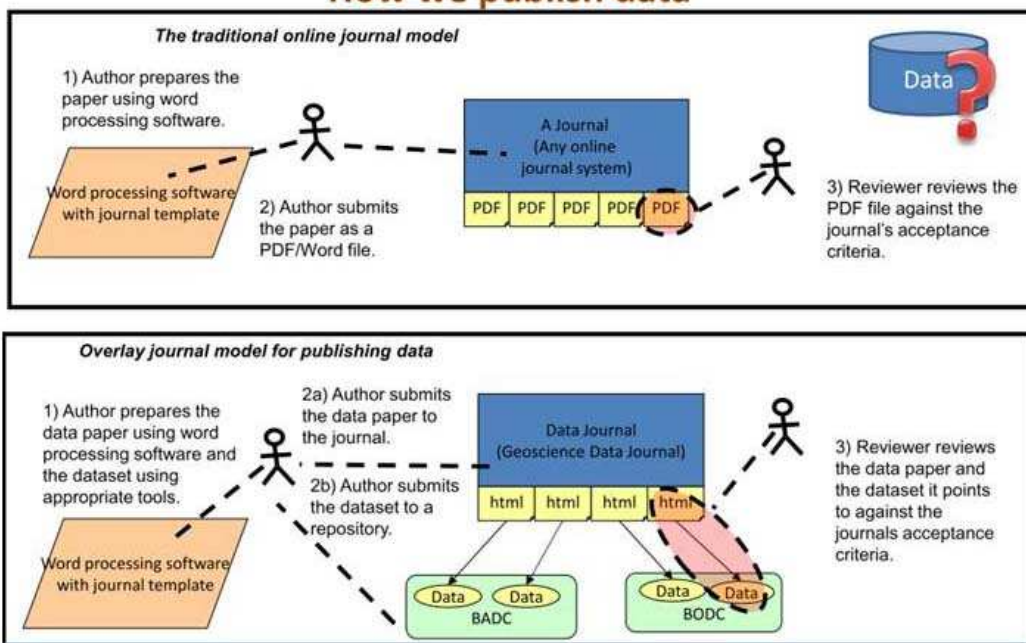 How we publish data
The traditional online journal model
1) Author prepares the
paper using word
processing software.
Word processing software
with journal template
2) Author submits
the paper as a
PDF/Word file.
A Journal
(Any online
journal system)
PDF PDF PDF PDF PDF
Data ?
3) Reviewer reviews the
PDF file against the
journal's acceptance
criteria.
Overlay journal model for publishing data
1) Author prepares the
data paper using word
processing software and
the dataset using
appropriate tools.
Word processing software
with journal template
2a) Author submits
the data paper to
the journal.
2b) Author submits
the dataset to a
repository.
Data Journal
(Geoscience Data Journal)
html html html html
Data Data
BADC
Data Data
BODC
3) Reviewer reviews
the data paper and
the dataset it points
to against the
journals acceptance
criteria.